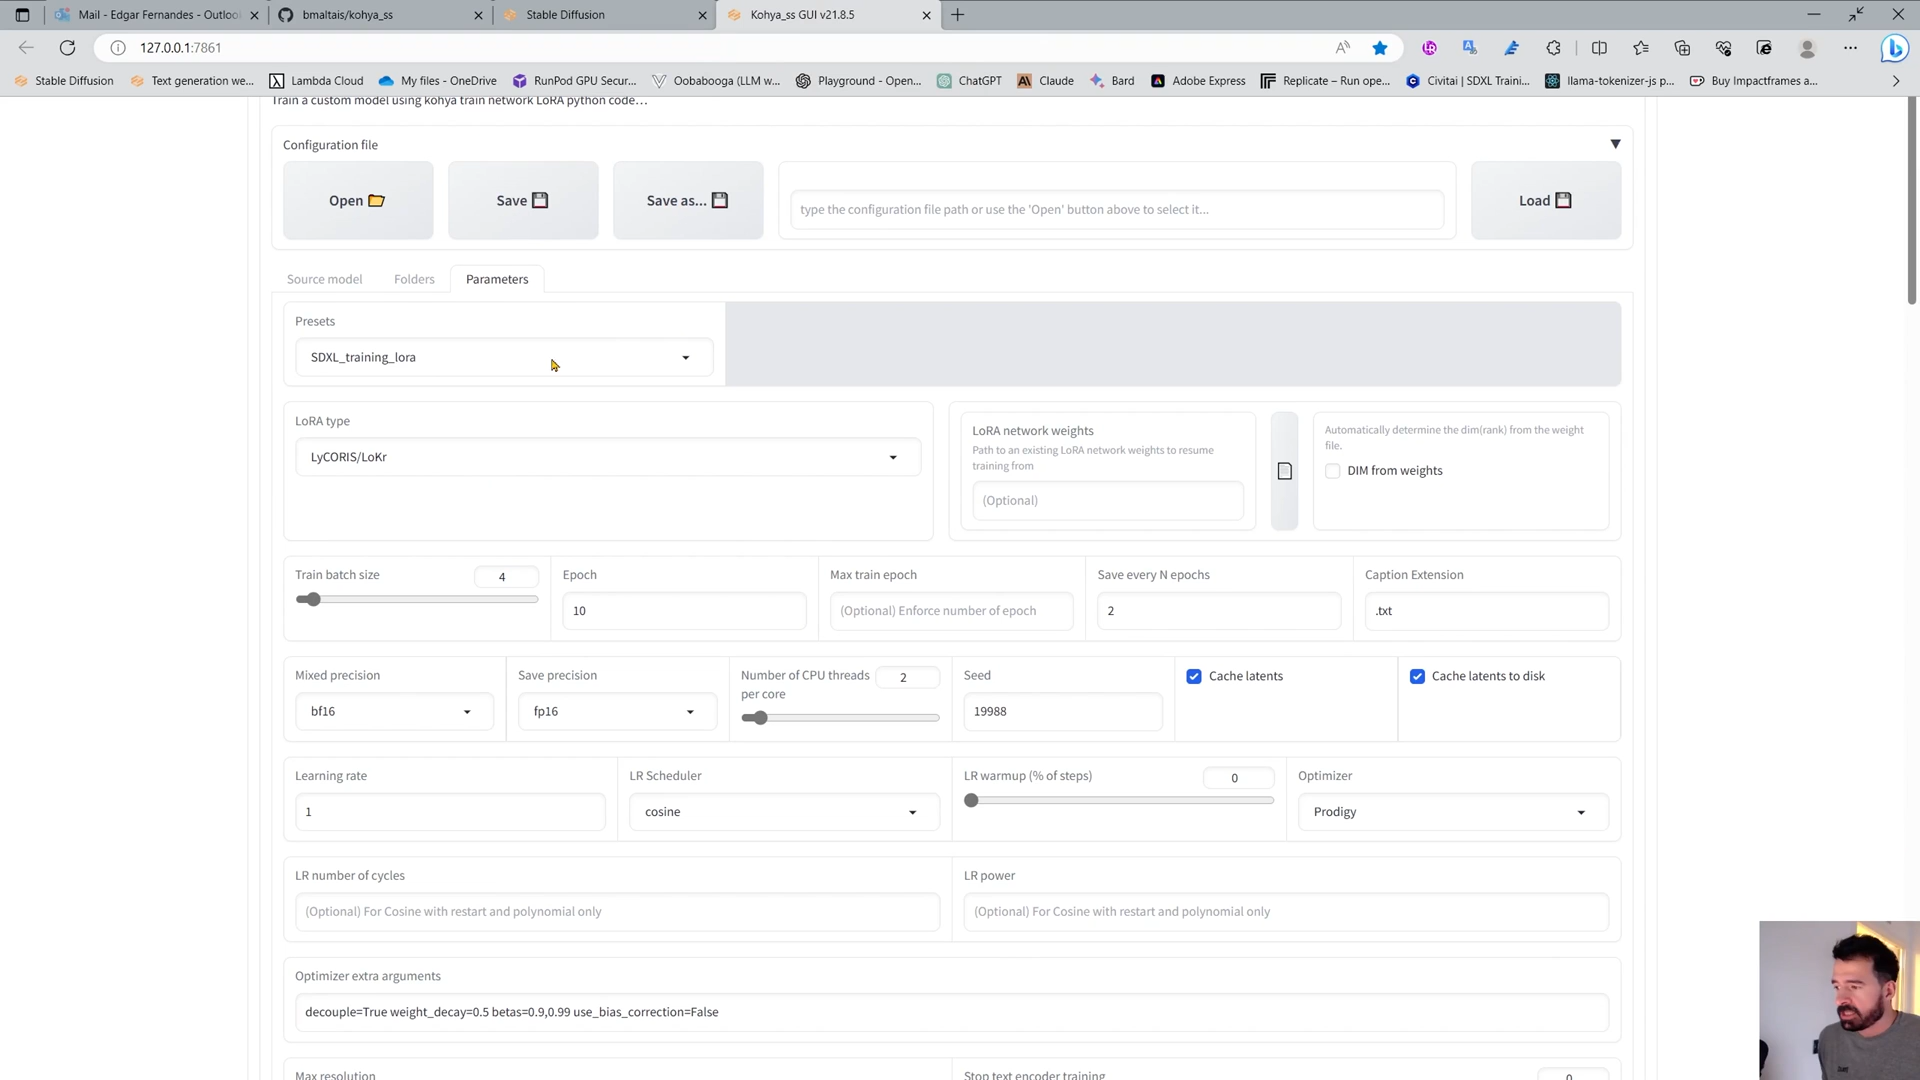 Mail - Edgar Fernandes - Outlo
bmaltais/kohya_ss
Stable Diffusion
Kohya_ss GUI v21.8.5
127.0.0.1:7861
Stable Diffusion
Text generation we...
Lambda Cloud
My files - OneDrive
RunPod GPU Secur...
Oobabooga (LLM w...
Playground - Open...
ChatGPT
Claude
Bard
Adobe Express
Replicate – Run ope...
Civitai | SDXL Traini...
llama-tokenizer-js p...
Buy Impactframes a...
Train a custom model using kohya train network LoRA python code…
Configuration file
Open
Save
Save as...
type the configuration file path or use the 'Open' button above to select it...
Load
Source model
Folders
Parameters
Presets
SDXL_training_lora
LoRA type
LyCORIS/LoKr
LoRA network weights
Path to an existing LoRA network weights to resume
training from
(Optional)
Automatically determine the dim(rank) from the weight
file.
DIM from weights
Train batch size
4
Epoch
10
Max train epoch
(Optional) Enforce number of epoch
Save every N epochs
2
Caption Extension
.txt
Mixed precision
bf16
Save precision
fp16
Number of CPU threads
per core
2
Seed
19988
Cache latents
Cache latents to disk
Learning rate
1
LR Scheduler
cosine
LR warmup (% of steps)
0
Optimizer
Prodigy
LR number of cycles
(Optional) For Cosine with restart and polynomial only
LR power
(Optional) For Cosine with restart and polynomial only
Optimizer extra arguments
decouple=True weight_decay=0.5 betas=0.9,0.99 use_bias_correction=False
Max resolution
Stop text encoder training
0